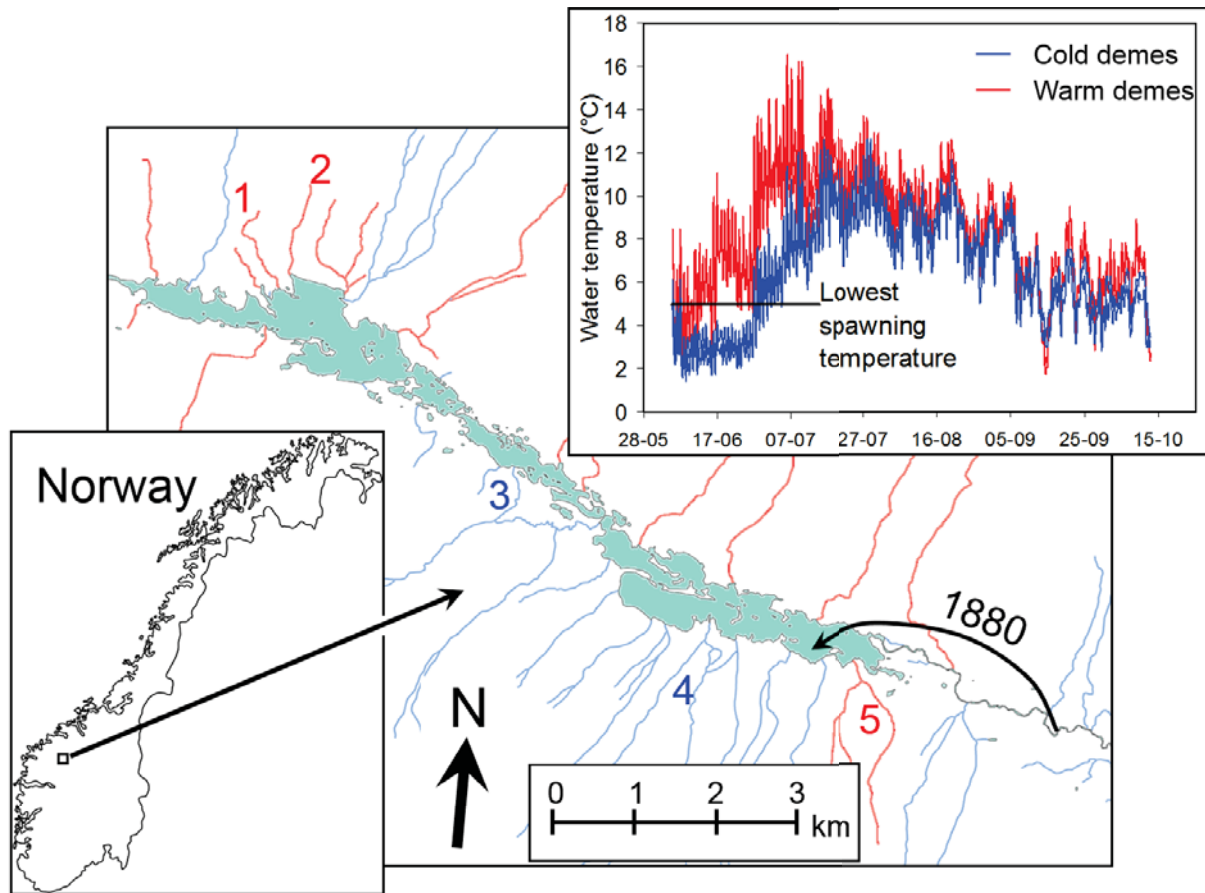 18
16
14
12
10
8
6
4
2
0
Water temperature (°C)
Cold demes
Warm demes
Lowest
spawning
temperature
28-05 17-06 07-07 27-07 16-08 05-09 25-09 15-10
1
2
3
4
5
1880
Norway
N
0 1 2 3
km